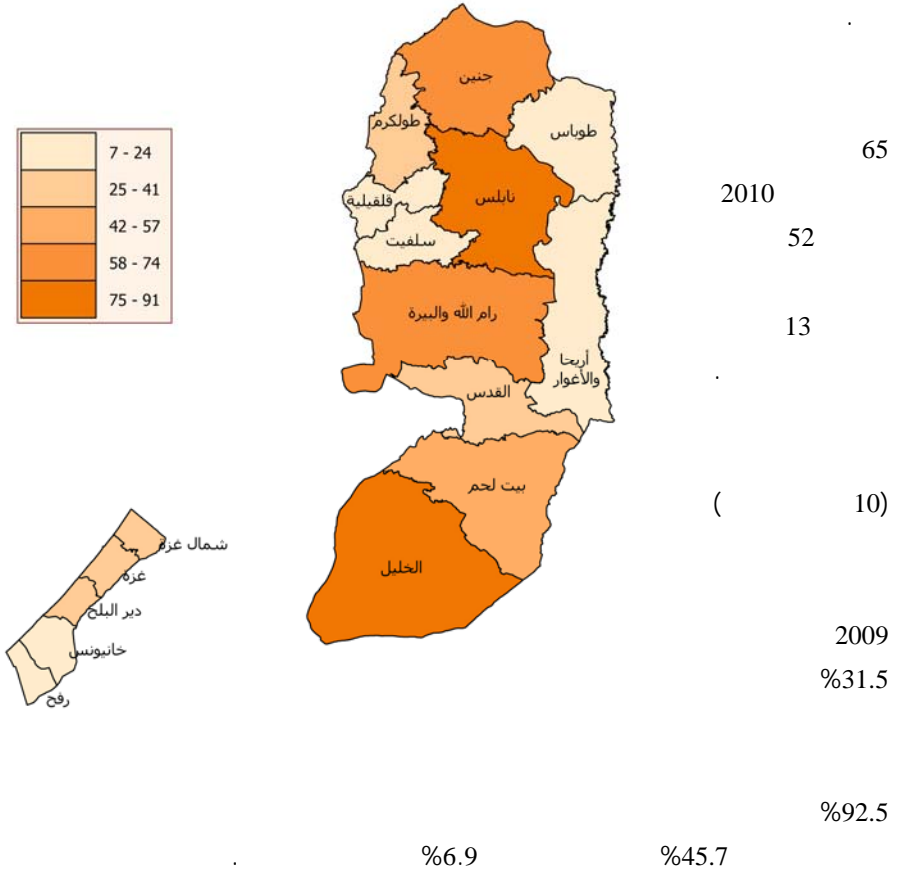 .
جنين
طولكرم
طوباس
7 - 24
65
25 - 41
2010
نابلس
قلقيلية
42 - 57
52
سلفيت
58 - 74
75 - 91
رام الله والبيرة
13
أريحا
والأغوار
.
القدس
بيت لحم
( 10)
شمال غزة
الخليل
غزة
دير البلح
2009
خانيونس
%31.5
رفح
%92.5
%45.7 %6.9 .